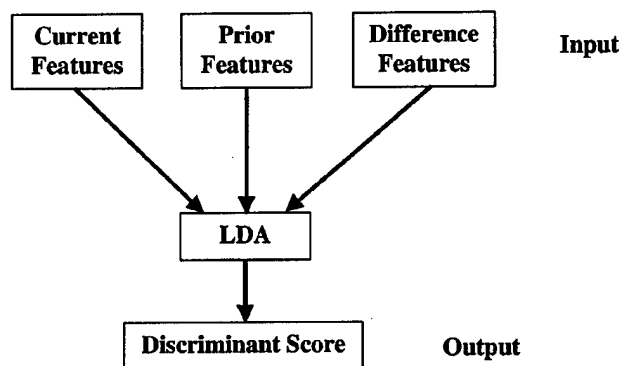 Current
Features
Prior
Features
Difference
Features
Input
LDA
Discriminant Score
Output